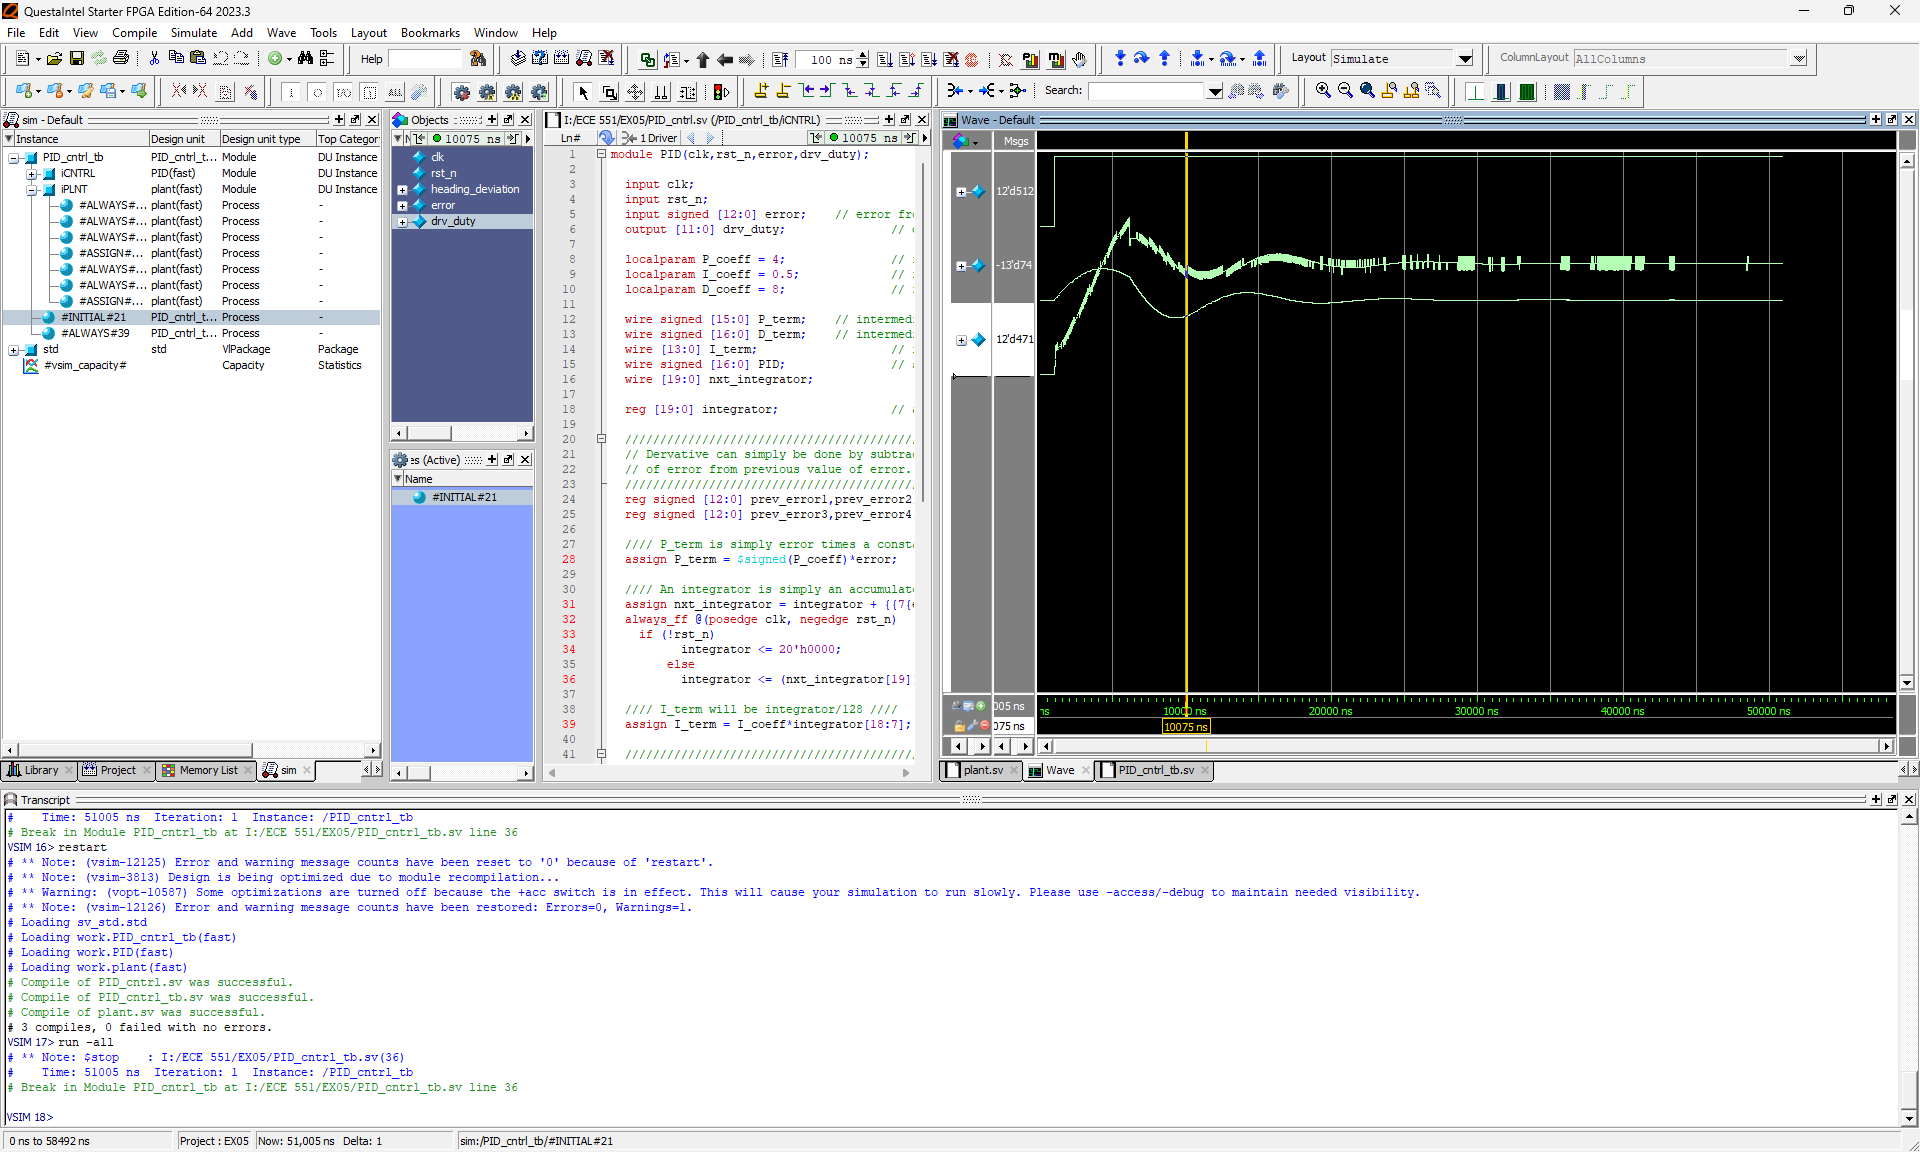 QuestaIntel Starter FPGA Edition-64 2023.3
File Edit View Compile Simulate Add Wave Tools Layout Bookmarks Window Help
Help
100 ns
Layout Simulate
ColumnLayout AllColumns
Search:
sim - Default
Instance Design unit Design unit type Top Categor
PID_cntrl_tb PID_cntrl_t... Module DU Instance
iCNTRL PID(fast) Module DU Instance
iPLNT plant(fast) Module DU Instance
#ALWAYS#... plant(fast) Process -
#ALWAYS#... plant(fast) Process -
#ALWAYS#... plant(fast) Process -
#ASSIGN#... plant(fast) Process -
#ALWAYS#... plant(fast) Process -
#ALWAYS#... plant(fast) Process -
#ASSIGN#... plant(fast) Process -
#INITIAL#21 PID_cntrl_t... Process -
#ALWAYS#39 PID_cntrl_t... Process -
std std VlPackage Package
#vsim_capacity# Capacity Statistics
Library Project Memory List sim
Objects
10075 ns
clk
rst_n
heading_deviation
error
drv_duty
es (Active)
Name
#INITIAL#21
I:/ECE 551/EX05/PID_cntrl.sv (/PID_cntrl_tb/iCNTRL)
Ln# 1 Driver 10075 ns
1 module PID(clk,rst_n,error,drv_duty);
2
3 input clk;
4 input rst_n;
5 input signed [12:0] error; // error fr
6 output [11:0] drv_duty; //
7
8 localparam P_coeff = 4; //
9 localparam I_coeff = 0.5; //
10 localparam D_coeff = 8; //
11
12 wire signed [15:0] P_term; // intermed
13 wire signed [16:0] D_term; // intermed
14 wire [13:0] I_term; //
15 wire signed [16:0] PID; //
16 wire [19:0] nxt_integrator;
17
18 reg [19:0] integrator; //
19
20 /////////////////////////////////////////
21 // Dervative can simply be done by subtra
22 // of error from previous value of error.
23 /////////////////////////////////////////
24 reg signed [12:0] prev_error1,prev_error2
25 reg signed [12:0] prev_error3,prev_error4
26
27 //// P_term is simply error times a const
28 assign P_term = $signed(P_coeff)*error;
29
30 //// An integrator is simply an accumulat
31 assign nxt_integrator = integrator + {{7{
32 always_ff @(posedge clk, negedge rst_n)
33 if (!rst_n)
34 integrator <= 20'h0000;
35 else
36 integrator <= (nxt_integrator[19]
37
38 //// I_term will be integrator/128 ////
39 assign I_term = I_coeff*integrator[18:7];
40
41 /////////////////////////////////////////
Wave - Default
Msgs
12'd512
-13'd74
12'd471
005 ns
075 ns
ns 10000 ns 20000 ns 30000 ns 40000 ns 50000 ns
10075 ns
plant.sv Wave PID_cntrl_tb.sv
Transcript
# Time: 51005 ns Iteration: 1 Instance: /PID_cntrl_tb
# Break in Module PID_cntrl_tb at I:/ECE 551/EX05/PID_cntrl_tb.sv line 36
VSIM 16> restart
# ** Note: (vsim-12125) Error and warning message counts have been reset to '0' because of 'restart'.
# ** Note: (vsim-3813) Design is being optimized due to module recompilation...
# ** Warning: (vopt-10587) Some optimizations are turned off because the +acc switch is in effect. This will cause your simulation to run slowly. Please use -access/-debug to maintain needed visibility.
# ** Note: (vsim-12126) Error and warning message counts have been restored: Errors=0, Warnings=1.
# Loading sv_std.std
# Loading work.PID_cntrl_tb(fast)
# Loading work.PID(fast)
# Loading work.plant(fast)
# Compile of PID_cntrl.sv was successful.
# Compile of PID_cntrl_tb.sv was successful.
# Compile of plant.sv was successful.
# 3 compiles, 0 failed with no errors.
VSIM 17> run -all
# ** Note: $stop : I:/ECE 551/EX05/PID_cntrl_tb.sv(36)
# Time: 51005 ns Iteration: 1 Instance: /PID_cntrl_tb
# Break in Module PID_cntrl_tb at I:/ECE 551/EX05/PID_cntrl_tb.sv line 36
VSIM 18>
0 ns to 58492 ns Project : EX05 Now: 51,005 ns Delta: 1 sim:/PID_cntrl_tb/#INITIAL#21